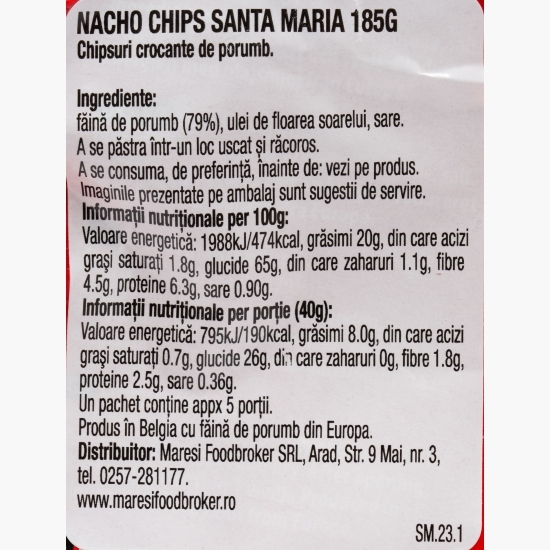 NACHO CHIPS SANTA MARIA 185G
Chipsuri crocante de porumb.
Ingrediente:
făină de porumb (79%), ulei de floarea soarelui, sare.
A se păstra într-un loc uscat și răcoros.
A se consuma, de preferință, înainte de: vezi pe produs.
Imaginile prezentate pe ambalaj sunt sugestii de servire.
Informații nutriționale per 100g:
Valoare energetică: 1988kJ/474kcal, grăsimi 20g, din care acizi
grași saturați 1.8g, glucide 65g, din care zaharuri 1.1g, fibre
4.5g, proteine 6.3g, sare 0.90g.
Informații nutriționale per porție (40g):
Valoare energetică: 795kJ/190kcal, grăsimi 8.0g, din care acizi
grași saturați 0.7g, glucide 26g, din care zaharuri 0g, fibre 1.8g,
proteine 2.5g, sare 0.36g.
Un pachet conține appx 5 porții.
Produs în Belgia cu făină de porumb din Europa.
Distribuitor: Maresi Foodbroker SRL, Arad, Str. 9 Mai, nr. 3,
tel. 0257-281177.
www.maresifoodbroker.ro
SM.23.1